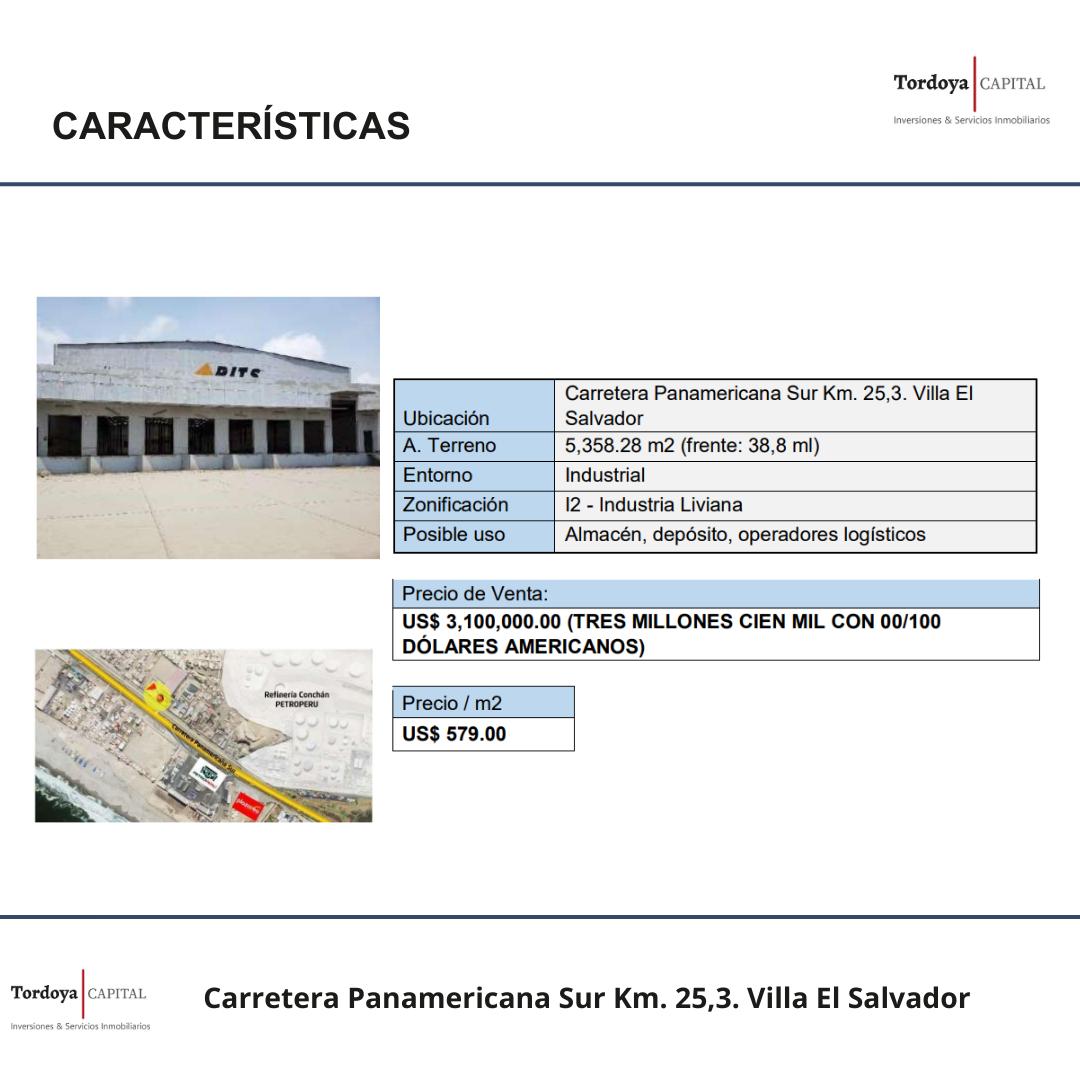 Tordoya CAPITAL
Inversiones & Servicios Inmobiliarios
CARACTERÍSTICAS
Ubicación
Carretera Panamericana Sur Km. 25,3. Villa El
Salvador
A. Terreno
5,358.28 m2 (frente: 38,8 ml)
Entorno
Industrial
Zonificación
I2 - Industria Liviana
Posible uso
Almacén, depósito, operadores logísticos
Precio de Venta:
US$ 3,100,000.00 (TRES MILLONES CIEN MIL CON 00/100
DÓLARES AMERICANOS)
Precio / m2
US$ 579.00
Refinería Conchán
PETROPERU
Carretera Panamericana Sur
Tordoya CAPITAL
Inversiones & Servicios Inmobiliarios
Carretera Panamericana Sur Km. 25,3. Villa El Salvador